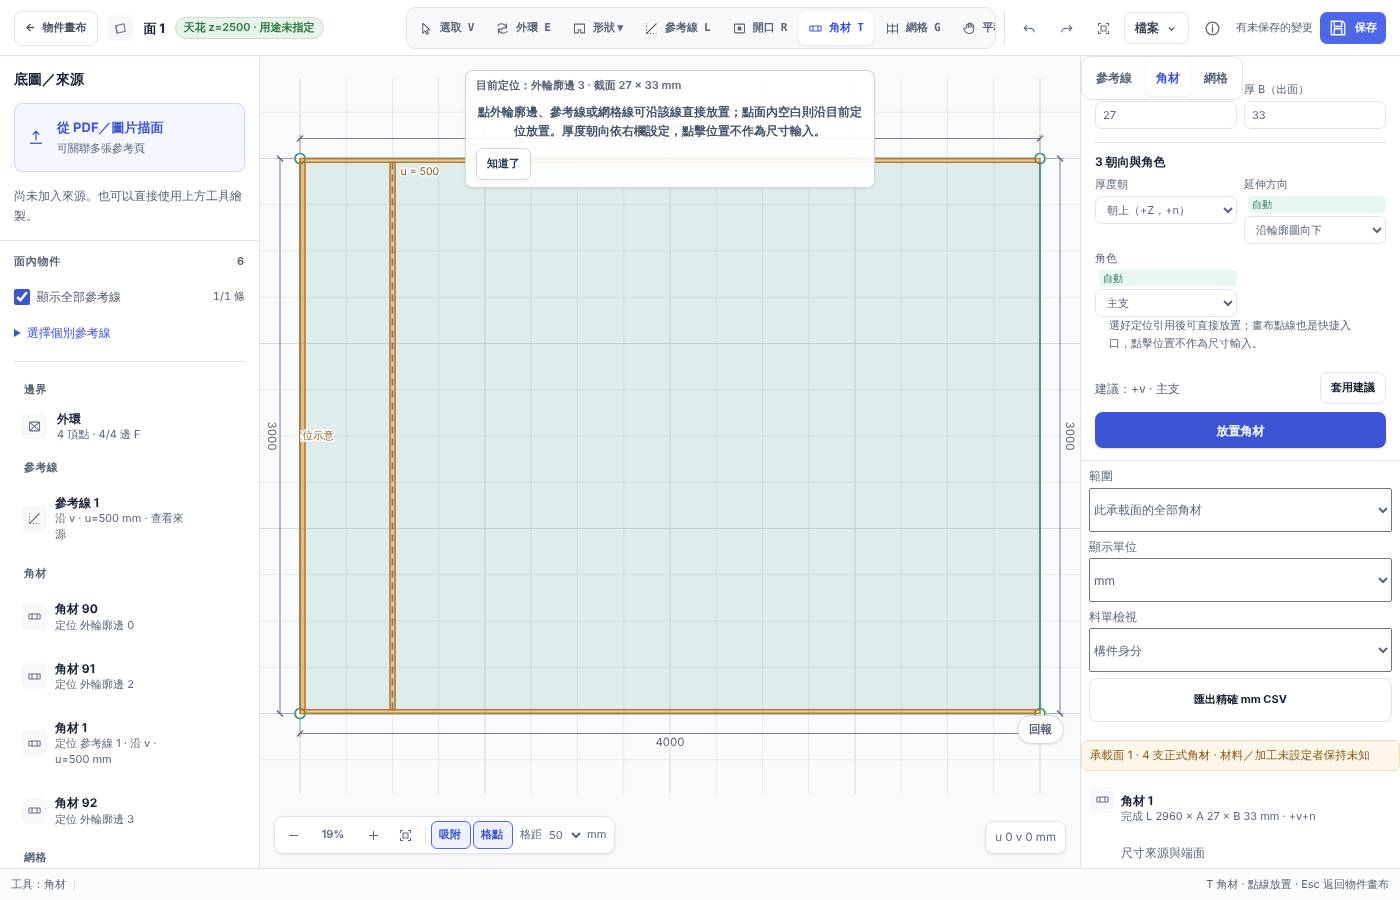 物件畫布
面 1
天花 z=2500 · 用途未指定
選取 V
外環 E
形狀▼
參考線 L
開口 R
角材 T
網格 G
檔案
有未保存的變更
保存
底圖／來源
從 PDF／圖片描面
可關聯多張參考頁
尚未加入來源。也可以直接使用上方工具繪
製。
面內物件
6
顯示全部參考線
1/1 條
選擇個別參考線
邊界
外環
4 頂點 · 4/4 邊 F
參考線
參考線 1
沿 v · u=500 mm · 查看來
源
角材
角材 90
定位 外輪廓邊 0
角材 91
定位 外輪廓邊 2
角材 1
定位 參考線 1 · 沿 v ·
u=500 mm
角材 92
定位 外輪廓邊 3
網格
目前定位：外輪廓邊 3 · 截面 27 × 33 mm
點外輪廓邊、參考線或網格線可沿該線直接放置；點面內空白則沿目前定
位放置。厚度朝向依右欄設定，點擊位置不作為尺寸輸入。
知道了
u = 500
位示意
3000
3000
4000
回報
19%
吸附
格點
格距
50
mm
u 0 v 0 mm
參考線
角材
網格
厚 B（出面）
27
33
3 朝向與角色
厚度朝
朝上（+Z，+n）
延伸方向
自動
沿輪廓圖向下
角色
自動
主支
選好定位引用後可直接放置；畫布點線也是快捷入
口，點擊位置不作為尺寸輸入。
建議：+v · 主支
套用建議
放置角材
範圍
此承載面的全部角材
顯示單位
mm
料單檢視
構件身分
匯出精確 mm CSV
承載面 1 · 4 支正式角材 · 材料／加工未設定者保持未知
角材 1
完成 L 2960 × A 27 × B 33 mm · +v+n
尺寸來源與端面
工具：角材
T 角材 · 點線放置 · Esc 返回物件畫布